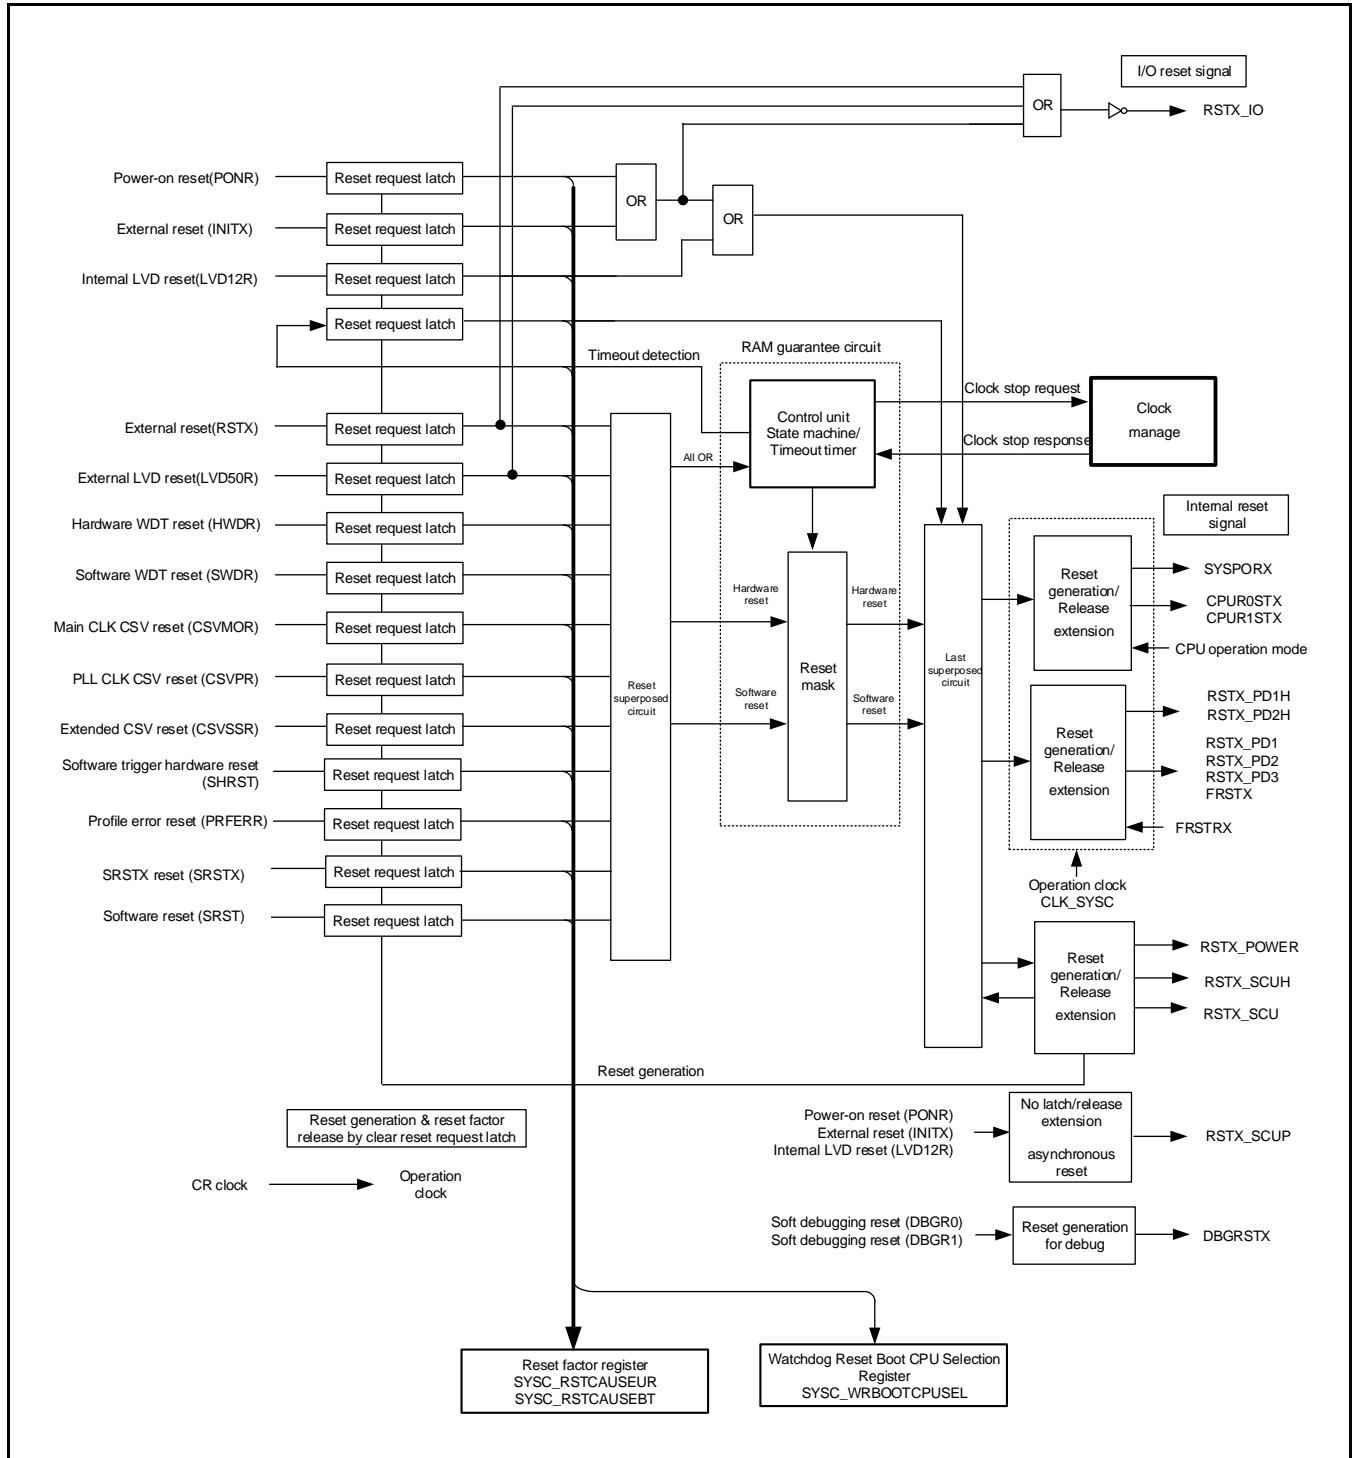 I/O reset signal
OR
RSTX_IO
Power-on reset(PONR)
Reset request latch
OR
OR
External reset (INITX)
Reset request latch
Internal LVD reset(LVD12R)
Reset request latch
Reset request latch
Timeout detection
RAM guarantee circuit
Clock stop request
Control unit
State machine/
Timeout timer
Clock
manage
Clock stop response
External reset(RSTX)
Reset request latch
All OR
External LVD reset(LVD50R)
Reset request latch
Hardware WDT reset (HWDR)
Reset request latch
Internal reset
signal
Software WDT reset (SWDR)
Reset request latch
Hardware
reset
Hardware
reset
Reset
generation/
Release
extension
SYSPORX
CPUR0STX
CPUR1STX
CPU operation mode
Main CLK CSV reset (CSVMOR)
Reset request latch
PLL CLK CSV reset (CSVPR)
Reset request latch
Reset
superposed
circuit
Software
reset
Reset
mask
Software
reset
Last
superposed
circuit
Extended CSV reset (CSVSSR)
Reset request latch
Reset
generation/
Release
extension
RSTX_PD1H
RSTX_PD2H
RSTX_PD1
RSTX_PD2
RSTX_PD3
FRSTX
FRSTRX
Software trigger hardware reset
(SHRST)
Reset request latch
Profile error reset (PRFERR)
Reset request latch
SRSTX reset (SRSTX)
Reset request latch
Operation clock
CLK_SYSC
Software reset (SRST)
Reset request latch
Reset
generation/
Release
extension
RSTX_POWER
RSTX_SCUH
RSTX_SCU
Reset generation
Reset generation & reset factor
release by clear reset request latch
Power-on reset (PONR)
External reset (INITX)
Internal LVD reset (LVD12R)
No latch/release
extension
asynchronous
reset
RSTX_SCUP
CR clock
Operation
clock
Soft debugging reset (DBGR0)
Soft debugging reset (DBGR1)
Reset generation
for debug
DBGRSTX
Reset factor register
SYSC_RSTCAUSEUR
SYSC_RSTCAUSEBT
Watchdog Reset Boot CPU Selection
Register
SYSC_WRBOOTCPUSEL